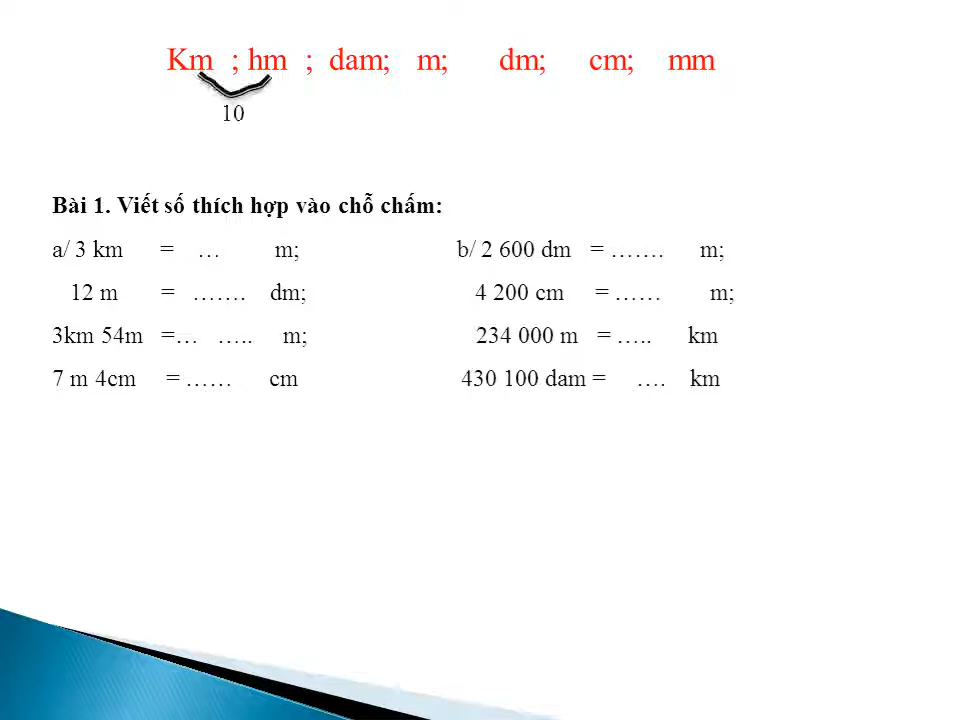 Km ; hm ; dam; m; dm; cm; mm
10
Bài 1. Viết số thích hợp vào chỗ chấm:
a/ 3 km = … m; b/ 2 600 dm = ……. m;
12 m = ……. dm; 4 200 cm = …… m;
3km 54m =… ….. m; 234 000 m = ….. km
7 m 4cm = …… cm 430 100 dam = …. km